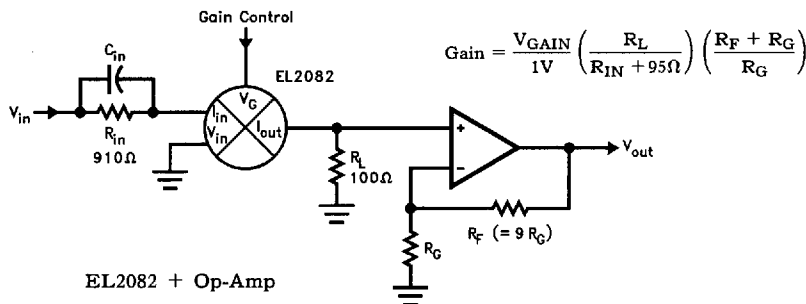 Gain Control
Gain = V_GAIN / 1V ( R_L / R_IN + 95Ω ) ( R_F + R_G / R_G )
C_in
EL2082
V_in
R_in
910Ω
V_G
I_in
V_in
I_out
R_L
100Ω
+
-
V_out
R_F (= 9 R_G)
R_G
EL2082 + Op-Amp